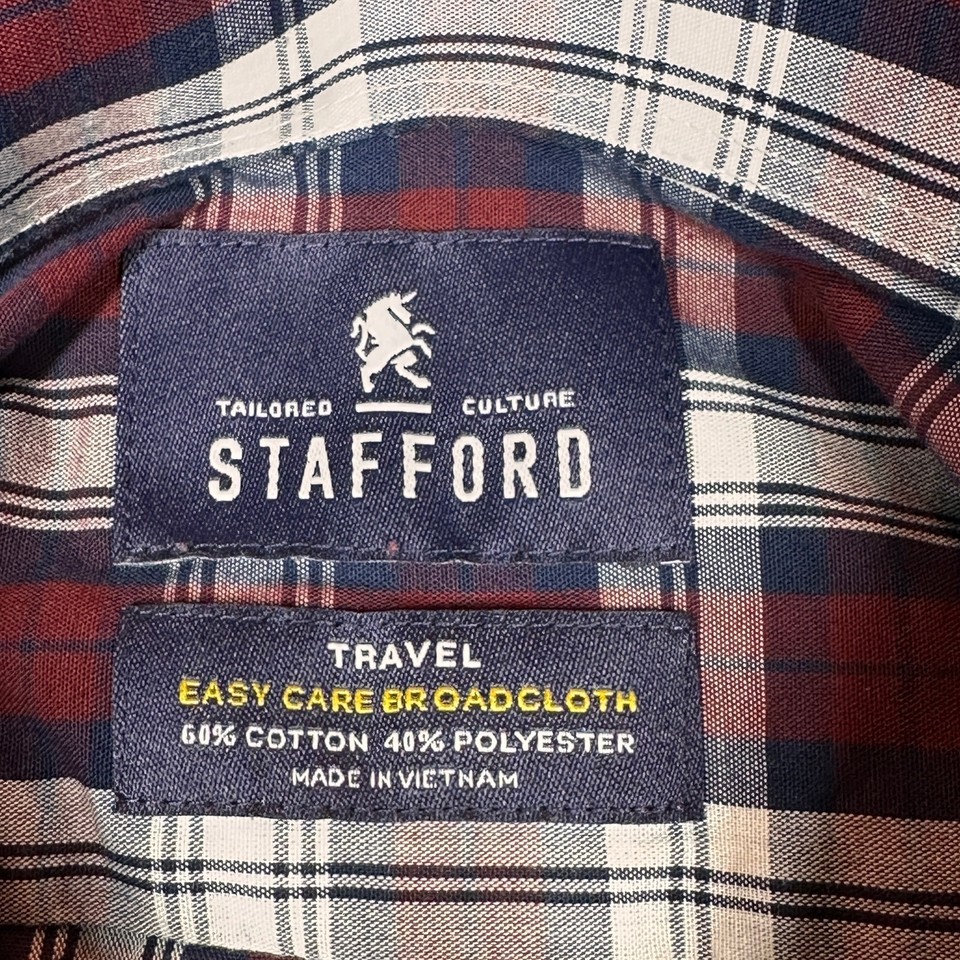 TAILORED CULTURE
STAFFORD
TRAVEL
EASY CARE BROADCLOTH
60% COTTON 40% POLYESTER
MADE IN VIETNAM